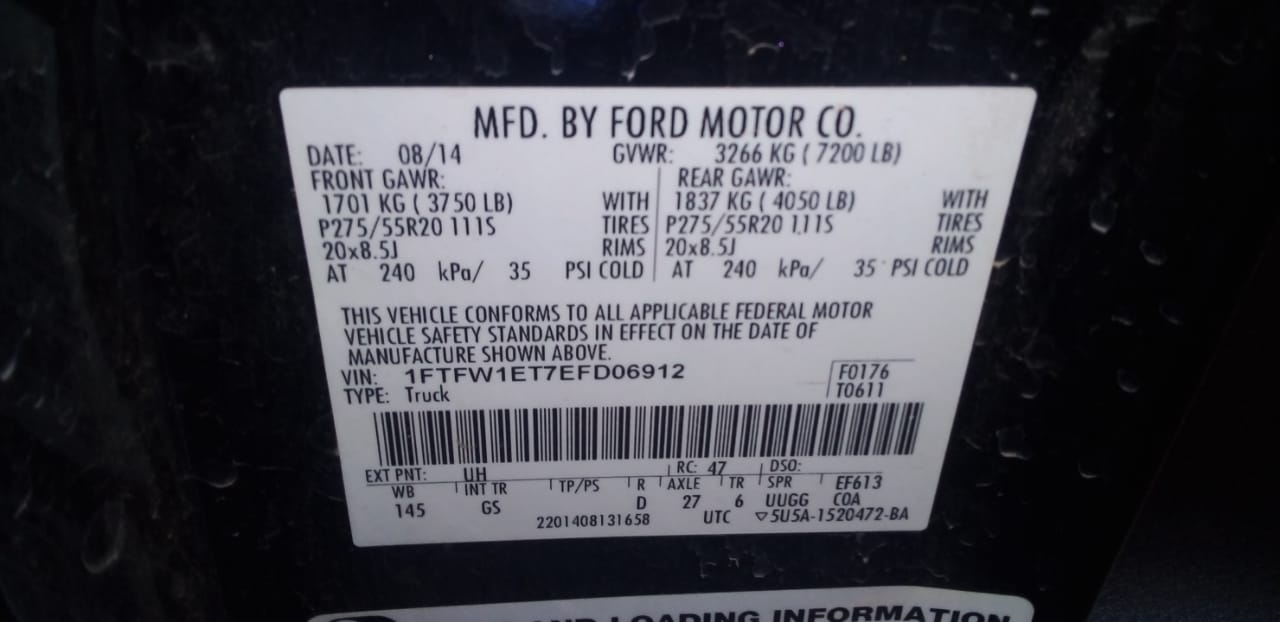 MFD. BY FORD MOTOR CO.
DATE: 08/14 GVWR: 3266 KG ( 7200 LB)
FRONT GAWR: REAR GAWR:
1701 KG ( 3750 LB) WITH 1837 KG ( 4050 LB) WITH
P275/55R20 111S TIRES P275/55R20 111S TIRES
20x8.5J RIMS 20x8.5J RIMS
AT 240 kPa/ 35 PSI COLD AT 240 kPa/ 35 PSI COLD
THIS VEHICLE CONFORMS TO ALL APPLICABLE FEDERAL MOTOR
VEHICLE SAFETY STANDARDS IN EFFECT ON THE DATE OF
MANUFACTURE SHOWN ABOVE.
VIN: 1FTFW1ET7EFD06912 F0176
TYPE: Truck T0611
EXT PNT: UH RC: 47 DSO:
WB INT TR TP/PS R AXLE TR SPR EF613
145 GS D 27 6 UUGG COA
2201408131658 UTC ▽5U5A-1520472-BA
AND LOADING INFORMATION